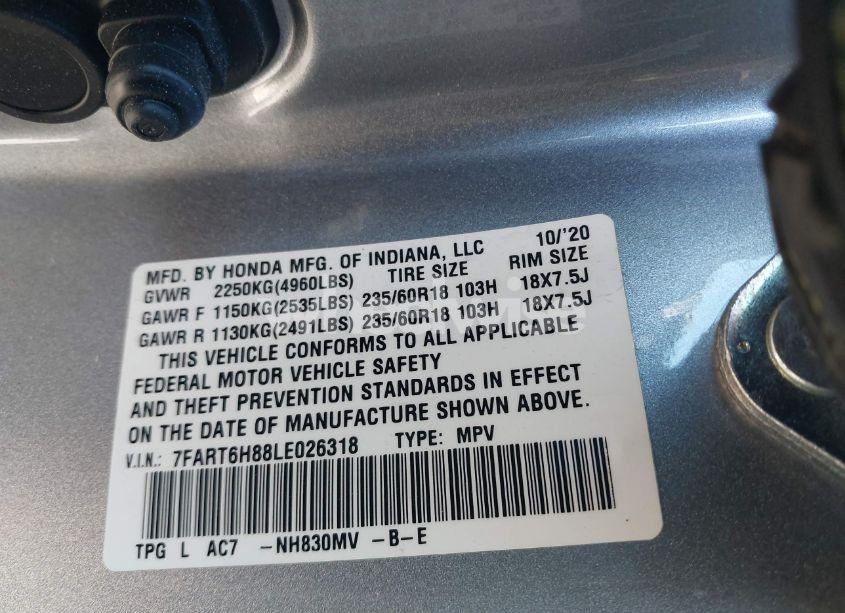 MFD. BY HONDA MFG. OF INDIANA, LLC 10/'20
GVWR 2250KG(4960LBS) TIRE SIZE RIM SIZE
GAWR F 1150KG(2535LBS) 235/60R18 103H 18X7.5J
GAWR R 1130KG(2491LBS) 235/60R18 103H 18X7.5J
THIS VEHICLE CONFORMS TO ALL APPLICABLE
FEDERAL MOTOR VEHICLE SAFETY
AND THEFT PREVENTION STANDARDS IN EFFECT
ON THE DATE OF MANUFACTURE SHOWN ABOVE.
V.I.N.: 7FART6H88LE026318 TYPE: MPV
TPG L AC7 -NH830MV -B-E